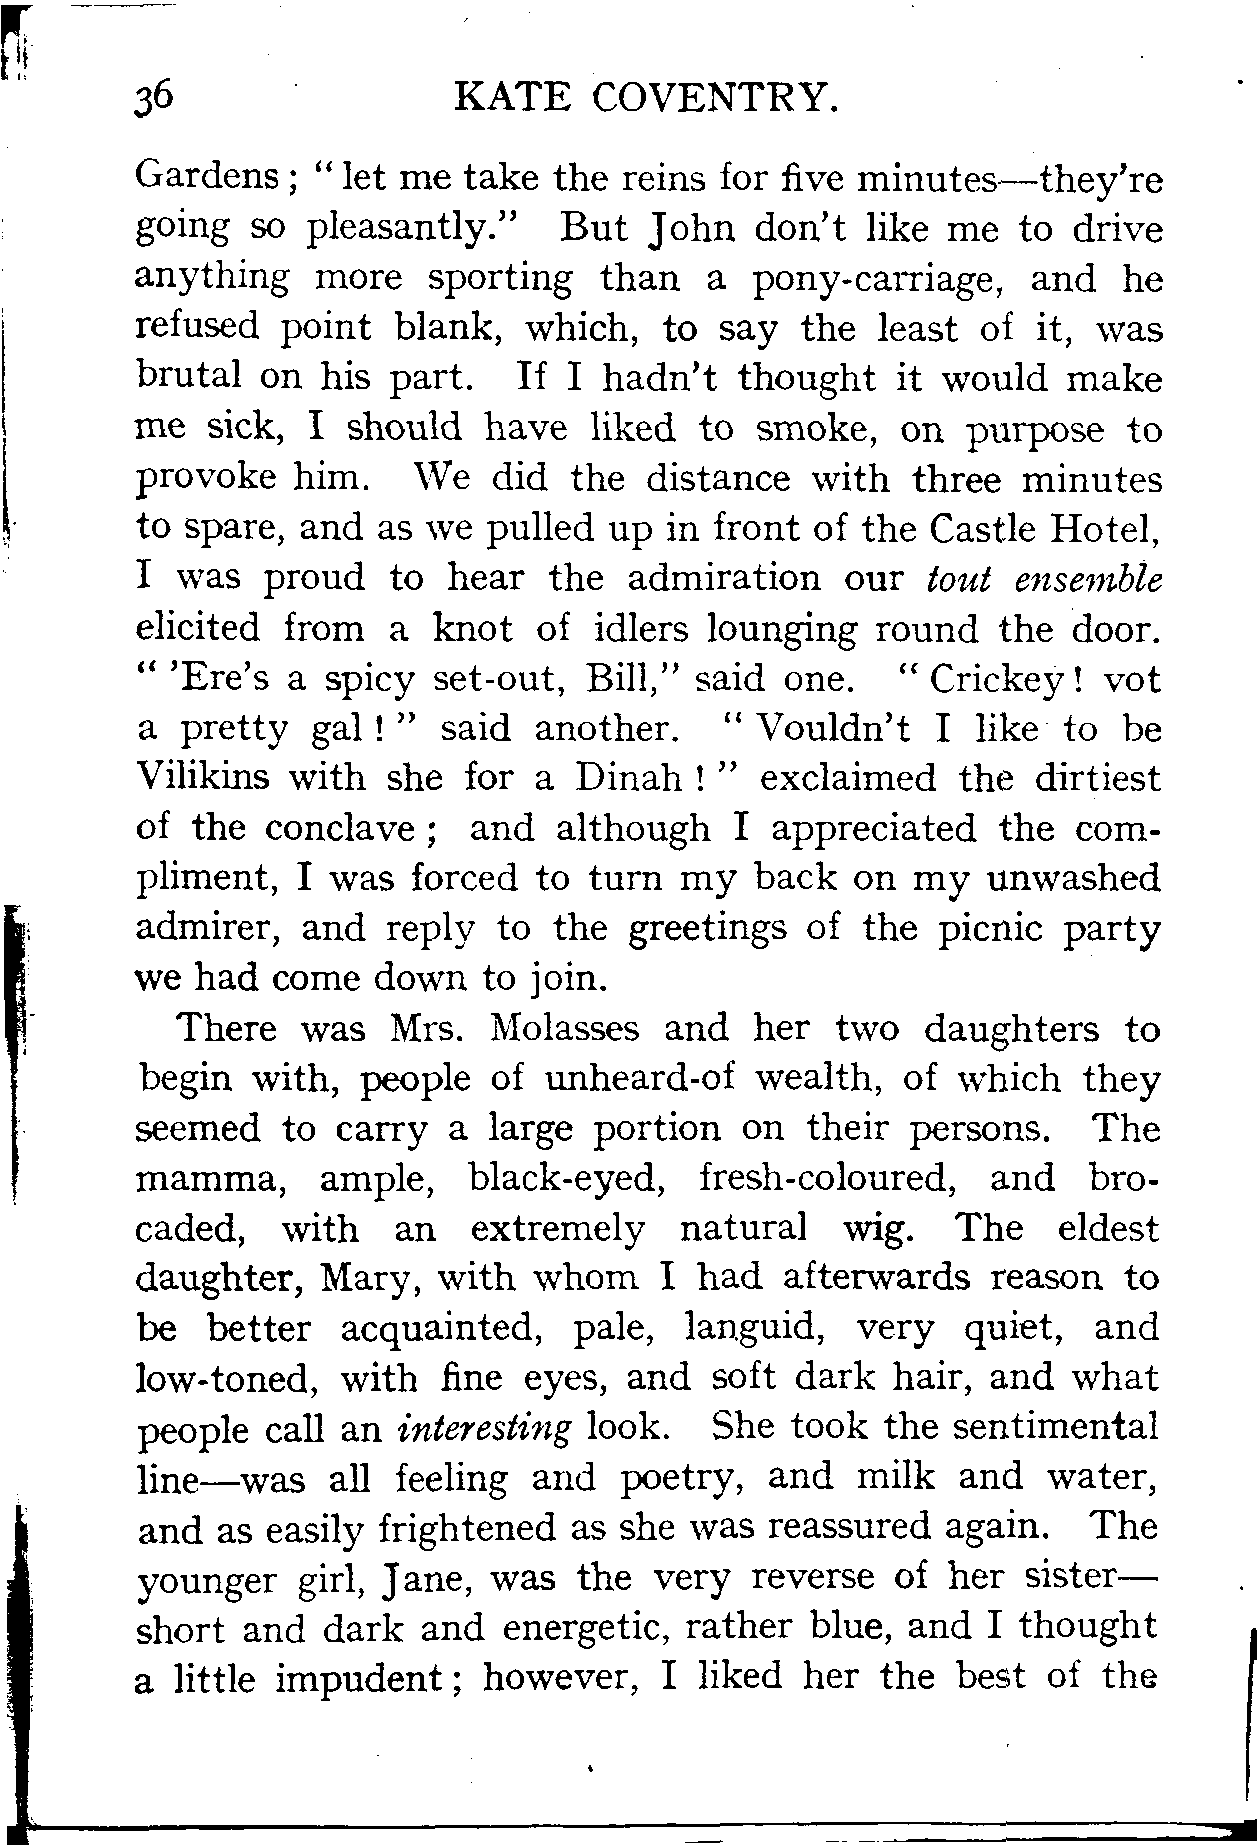 36 KATE COVENTRY.
Gardens; “let me take the reins for five minutes—they’re
going so pleasantly.” But John don’t like me to drive
anything more sporting than a pony-carriage, and he
refused point blank, which, to say the least of it, was
brutal on his part. If I hadn’t thought it would make
me sick, I should have liked to smoke, on purpose to
provoke him. We did the distance with three minutes
to spare, and as we pulled up in front of the Castle Hotel,
I was proud to hear the admiration our tout ensemble
elicited from a knot of idlers lounging round the door.
“’Ere’s a spicy set-out, Bill,” said one. “Crickey! vot
a pretty gal!” said another. “Vouldn’t I like to be
Vilikins with she for a Dinah!” exclaimed the dirtiest
of the conclave; and although I appreciated the com-
pliment, I was forced to turn my back on my unwashed
admirer, and reply to the greetings of the picnic party
we had come down to join.
There was Mrs. Molasses and her two daughters to
begin with, people of unheard-of wealth, of which they
seemed to carry a large portion on their persons. The
mamma, ample, black-eyed, fresh-coloured, and bro-
caded, with an extremely natural wig. The eldest
daughter, Mary, with whom I had afterwards reason to
be better acquainted, pale, languid, very quiet, and
low-toned, with fine eyes, and soft dark hair, and what
people call an interesting look. She took the sentimental
line—was all feeling and poetry, and milk and water,
and as easily frightened as she was reassured again. The
younger girl, Jane, was the very reverse of her sister—
short and dark and energetic, rather blue, and I thought
a little impudent; however, I liked her the best of the